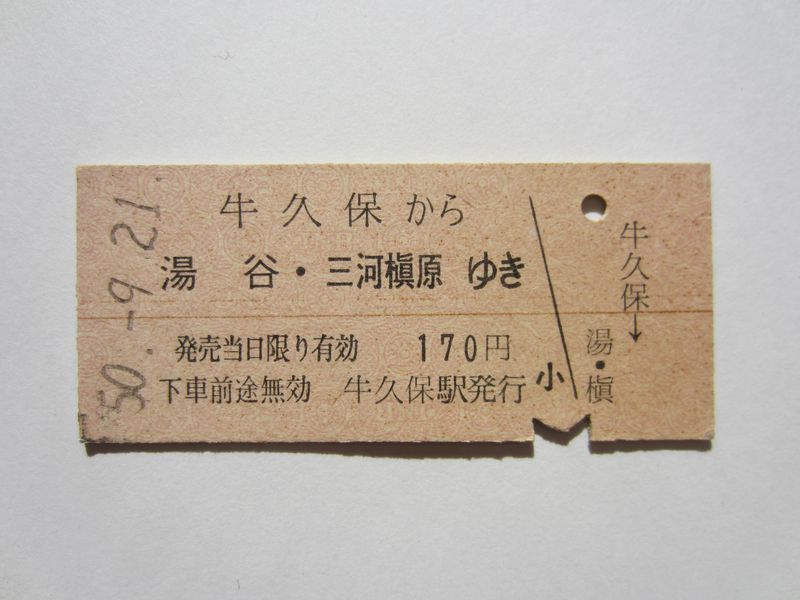 50.-9.21.
牛久保から
湯谷・三河槇原ゆき
発売当日限り有効 170円
下車前途無効 牛久保駅発行
小
牛久保→
湯・槇